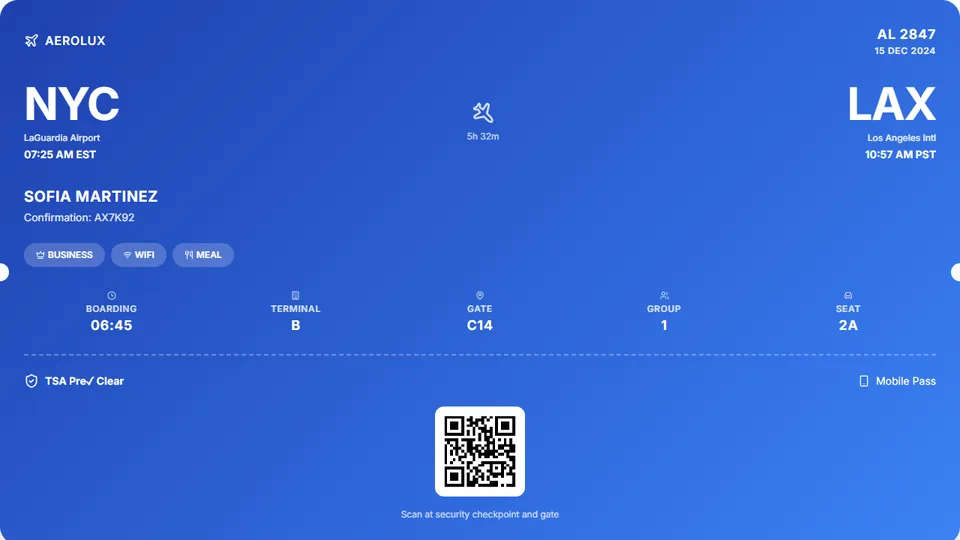 AEROLUX
AL 2847
15 DEC 2024
NYC
LaGuardia Airport
07:25 AM EST
5h 32m
LAX
Los Angeles Intl
10:57 AM PST
SOFIA MARTINEZ
Confirmation: AX7K92
BUSINESS WIFI MEAL
BOARDING
06:45
TERMINAL
B
GATE
C14
GROUP
1
SEAT
2A
TSA Pre✓ Clear
Mobile Pass
Scan at security checkpoint and gate